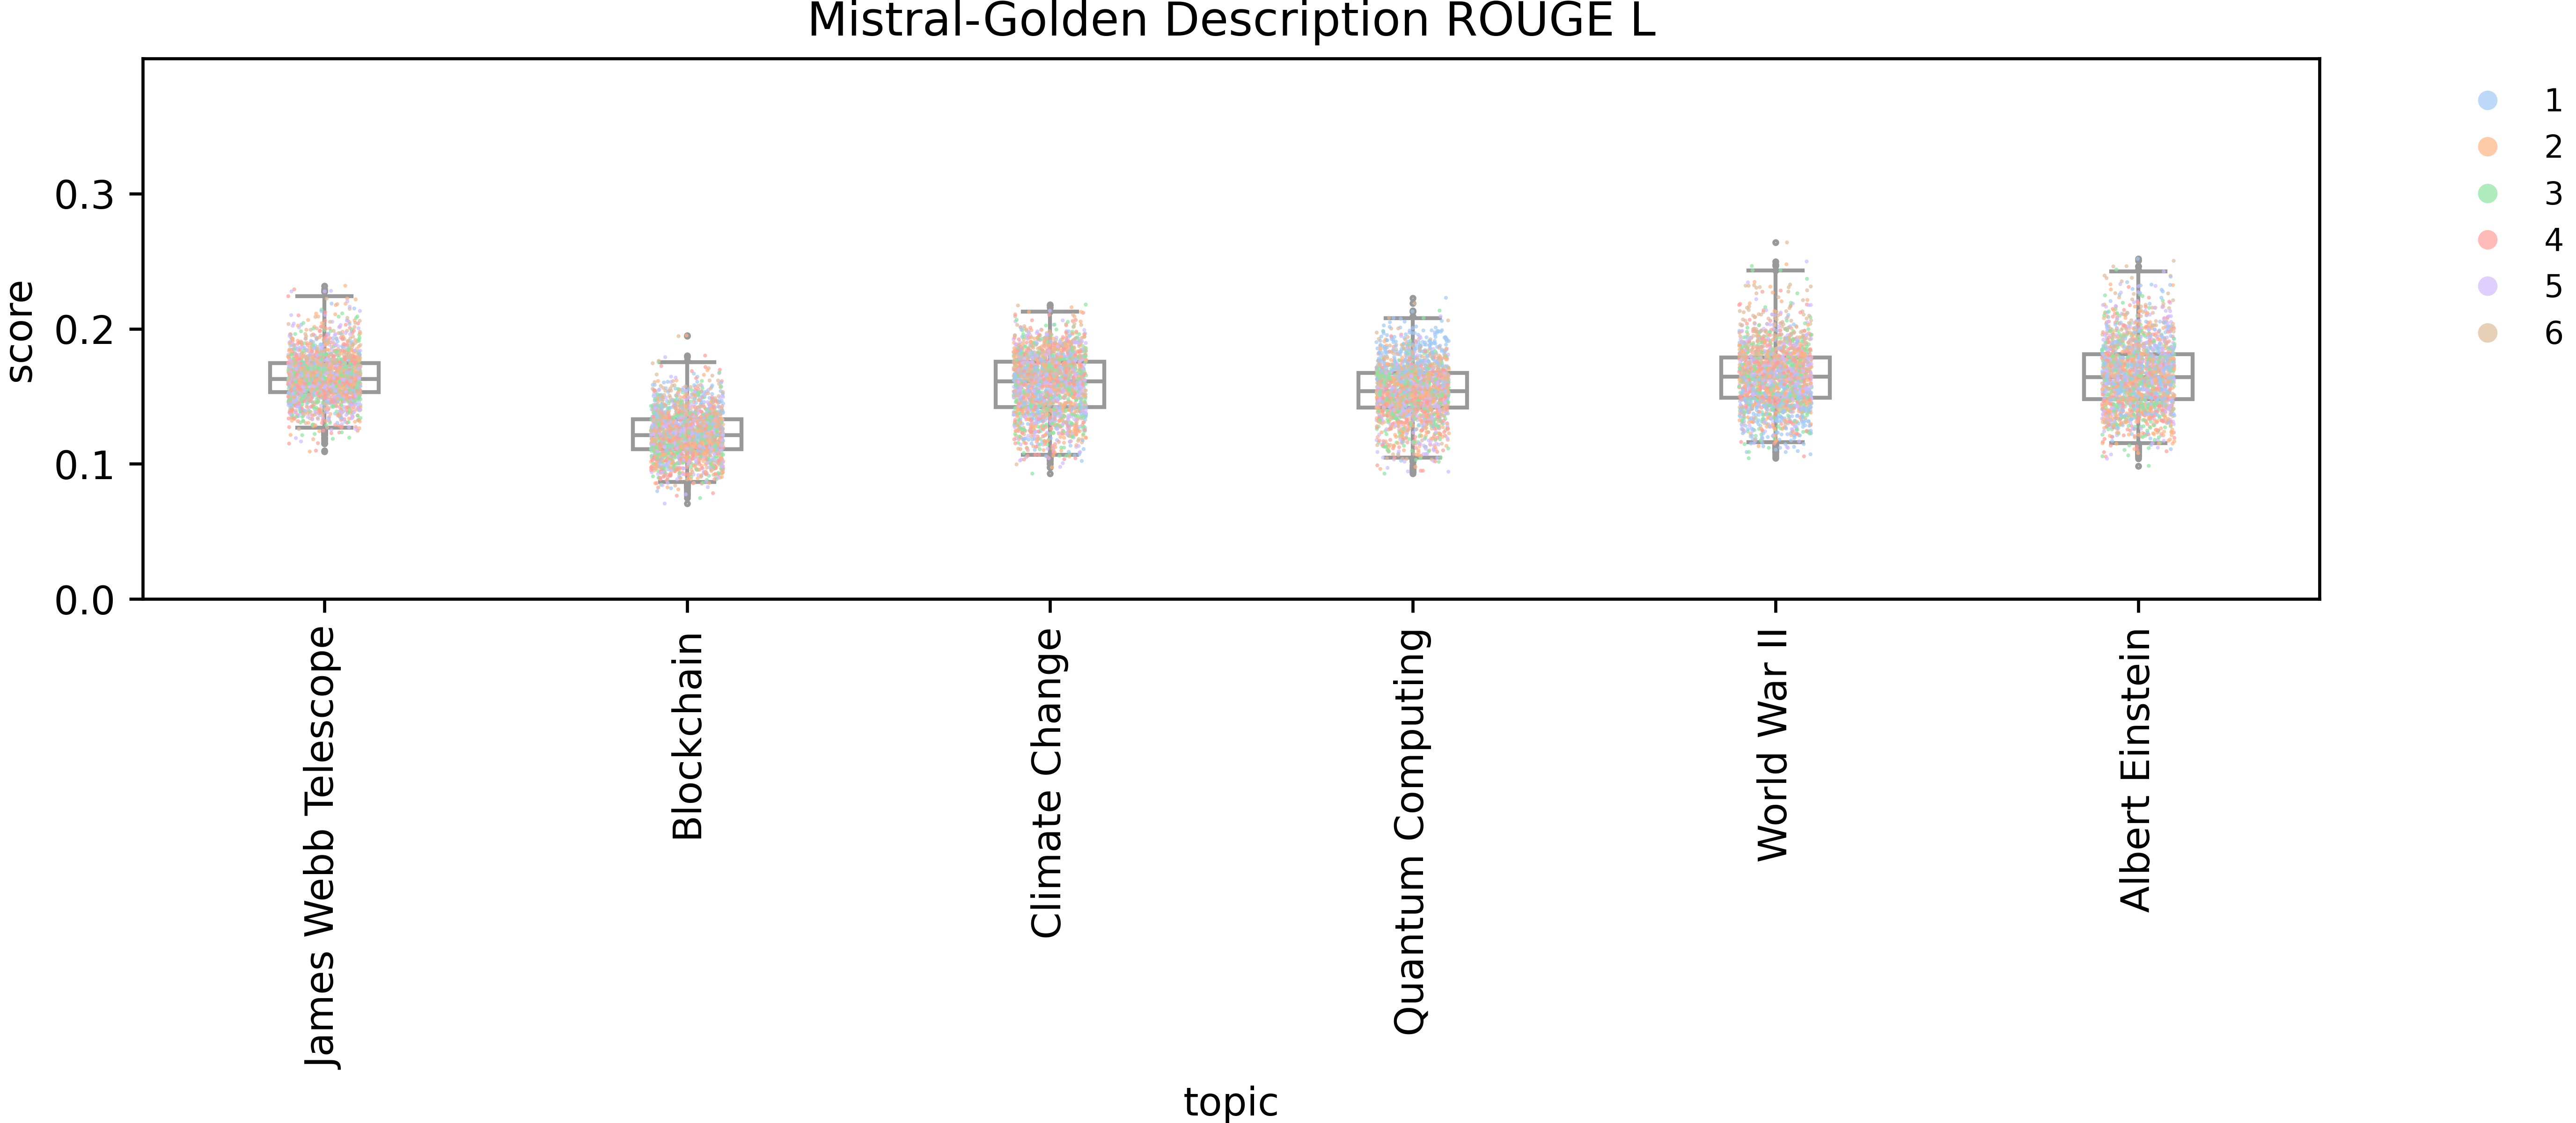 Mistral-Golden Description ROUGE L
score
0.3
0.2
0.1
0.0
1
2
3
4
5
6
James Webb Telescope
Blockchain
Climate Change
Quantum Computing
World War II
Albert Einstein
topic